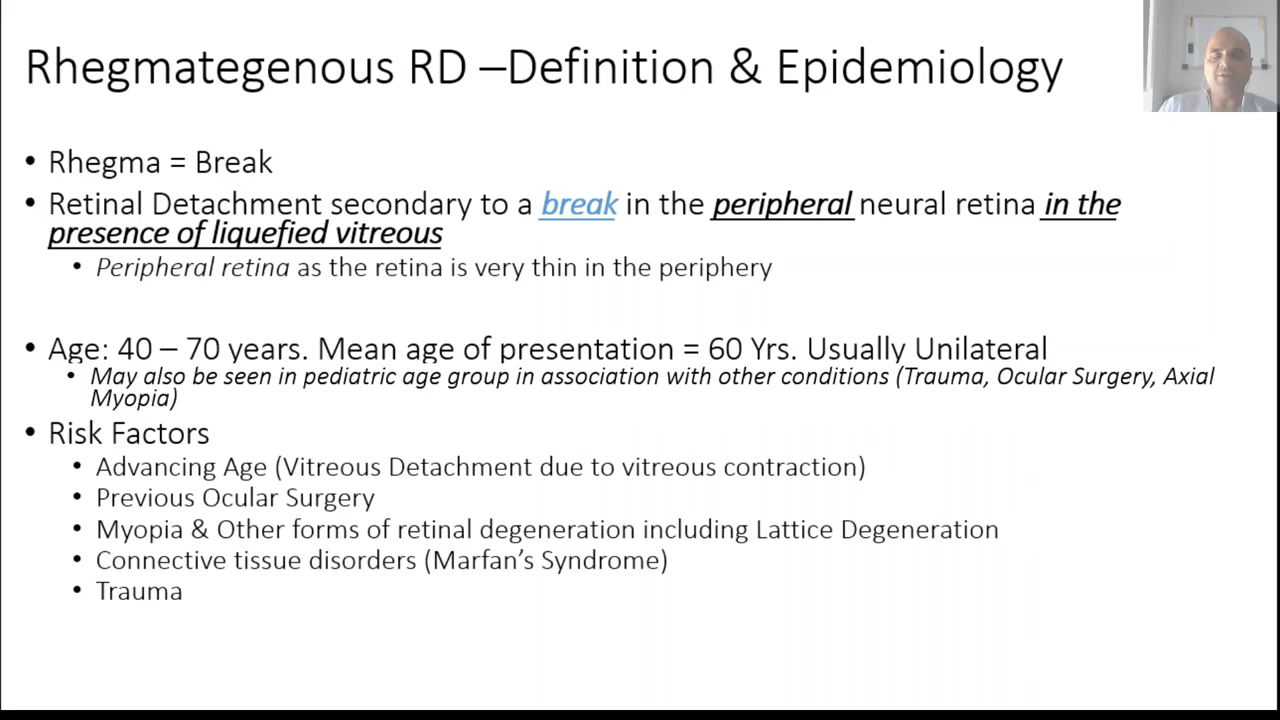 Rhegmategenous RD –Definition & Epidemiology
• Rhegma = Break
• Retinal Detachment secondary to a break in the peripheral neural retina in the
presence of liquefied vitreous
• Peripheral retina as the retina is very thin in the periphery
• Age: 40 – 70 years. Mean age of presentation = 60 Yrs. Usually Unilateral
• May also be seen in pediatric age group in association with other conditions (Trauma, Ocular Surgery, Axial
Myopia)
• Risk Factors
• Advancing Age (Vitreous Detachment due to vitreous contraction)
• Previous Ocular Surgery
• Myopia & Other forms of retinal degeneration including Lattice Degeneration
• Connective tissue disorders (Marfan’s Syndrome)
• Trauma